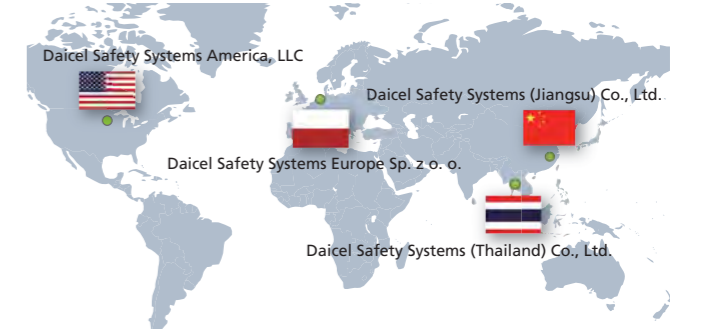 Daicel Safety Systems America, LLC
Daicel Safety Systems (Jiangsu) Co., Ltd.
Daicel Safety Systems Europe Sp. z o. o.
Daicel Safety Systems (Thailand) Co., Ltd.